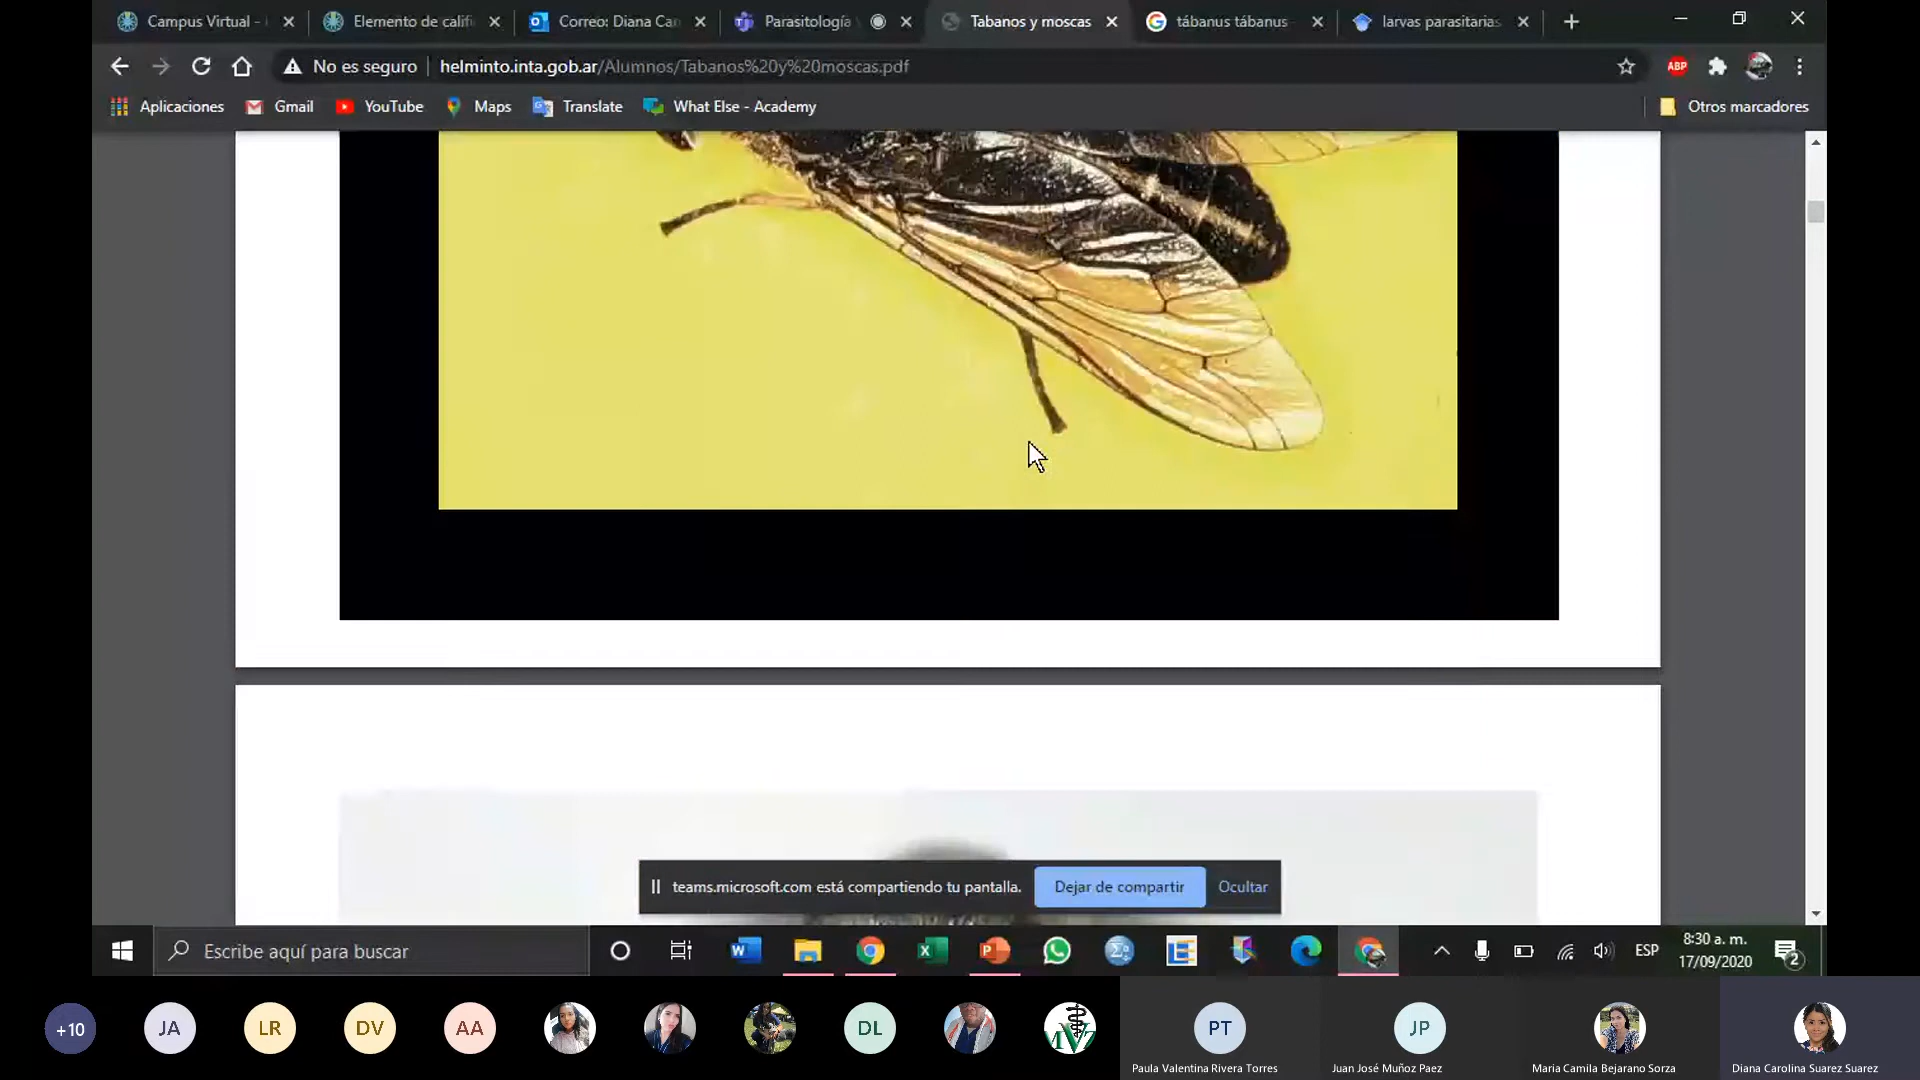 Campus Virtual -
Elemento de calif
Correo: Diana Car
Parasitología
Tabanos y moscas
tábanus tábanus
larvas parasitarias
No es seguro
helminto.inta.gob.ar/Alumnos/Tabanos%20y%20moscas.pdf
ABP
Aplicaciones
Gmail
YouTube
Maps
Translate
What Else - Academy
Otros marcadores
teams.microsoft.com está compartiendo tu pantalla.
Dejar de compartir
Ocultar
Escribe aquí para buscar
ESP
8:30 a. m.
17/09/2020
2
+10
JA
LR
DV
AA
DL
MVZ
PT
JP
Paula Valentina Rivera Torres
Juan José Muñoz Paez
Maria Camila Bejarano Sorza
Diana Carolina Suarez Suarez